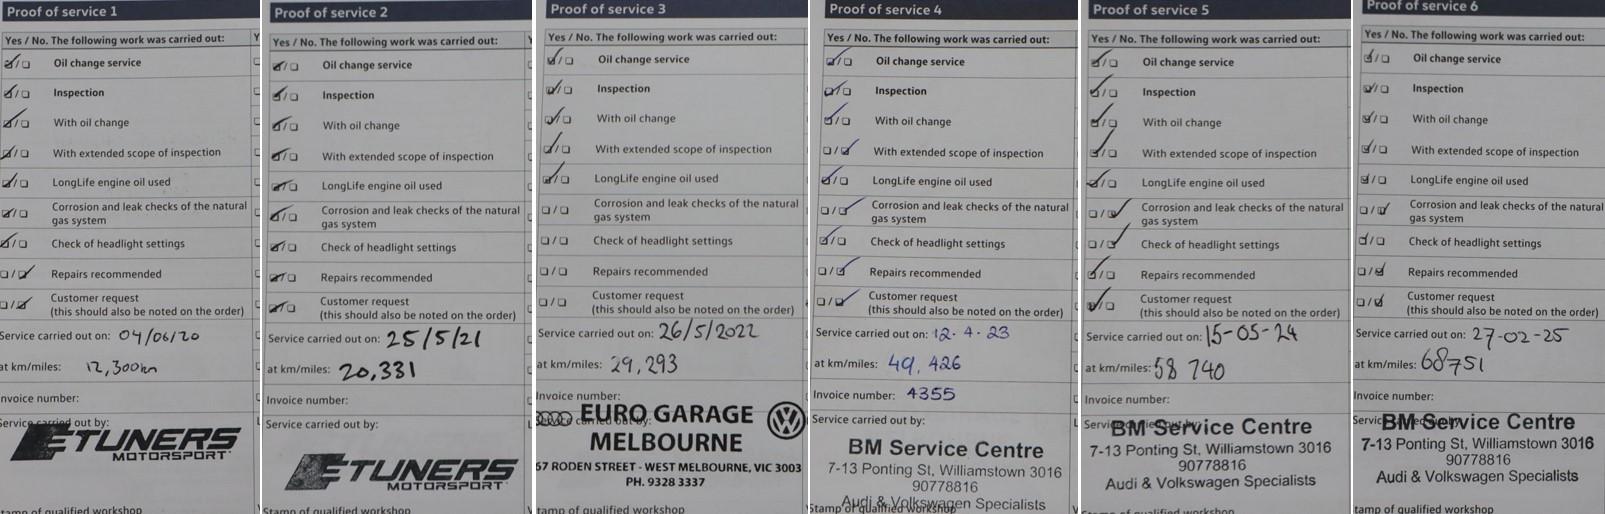 Proof of service 1
Yes / No. The following work was carried out:
Oil change service
Inspection
With oil change
With extended scope of inspection
LongLife engine oil used
Corrosion and leak checks of the natural
gas system
Check of headlight settings
Repairs recommended
Customer request
(this should also be noted on the order)
Service carried out on: 04/06/20
at km/miles: 12,300km
Invoice number:
Service carried out by:
ETUNERS
MOTORSPORT
Stamp of qualified workshop
Proof of service 2
Yes / No. The following work was carried out:
Oil change service
Inspection
With oil change
With extended scope of inspection
LongLife engine oil used
Corrosion and leak checks of the natural
gas system
Check of headlight settings
Repairs recommended
Customer request
(this should also be noted on the order)
Service carried out on: 25/5/21
at km/miles: 20,331
Invoice number:
Service carried out by:
ETUNERS
MOTORSPORT
Stamp of qualified workshop
Proof of service 3
Yes / No. The following work was carried out:
Oil change service
Inspection
With oil change
With extended scope of inspection
LongLife engine oil used
Corrosion and leak checks of the natural
gas system
Check of headlight settings
Repairs recommended
Customer request
(this should also be noted on the order)
Service carried out on: 26/5/2022
at km/miles: 29,293
Invoice number:
Service carried out by:
EURO GARAGE
MELBOURNE
57 RODEN STREET - WEST MELBOURNE, VIC 3003
PH. 9328 3337
tamp of qualified workshop
Proof of service 4
Yes / No. The following work was carried out:
Oil change service
Inspection
With oil change
With extended scope of inspection
LongLife engine oil used
Corrosion and leak checks of the natural
gas system
Check of headlight settings
Repairs recommended
Customer request
(this should also be noted on the order)
Service carried out on: 12-4-23
at km/miles: 49,426
Invoice number: 4355
Service carried out by:
BM Service Centre
7-13 Ponting St, Williamstown 3016
90778816
Audi & Volkswagen Specialists
Stamp of qualified workshop
Proof of service 5
Yes / No. The following work was carried out:
Oil change service
Inspection
With oil change
With extended scope of inspection
LongLife engine oil used
Corrosion and leak checks of the natural
gas system
Check of headlight settings
Repairs recommended
Customer request
(this should also be noted on the order)
Service carried out on: 15-05-24
at km/miles: 58 740
Invoice number:
Service carried out by:
BM Service Centre
7-13 Ponting St, Williamstown 3016
90778816
Audi & Volkswagen Specialists
Stamp of qualified workshop
Proof of service 6
Yes / No. The following work was carried out:
Oil change service
Inspection
With oil change
With extended scope of inspection
LongLife engine oil used
Corrosion and leak checks of the natural
gas system
Check of headlight settings
Repairs recommended
Customer request
(this should also be noted on the order)
Service carried out on: 27-02-25
at km/miles: 68751
Invoice number:
Service carried out by:
BM Service Centre
7-13 Ponting St, Williamstown 3016
90778816
Audi & Volkswagen Specialists
tamp of qualified workshop